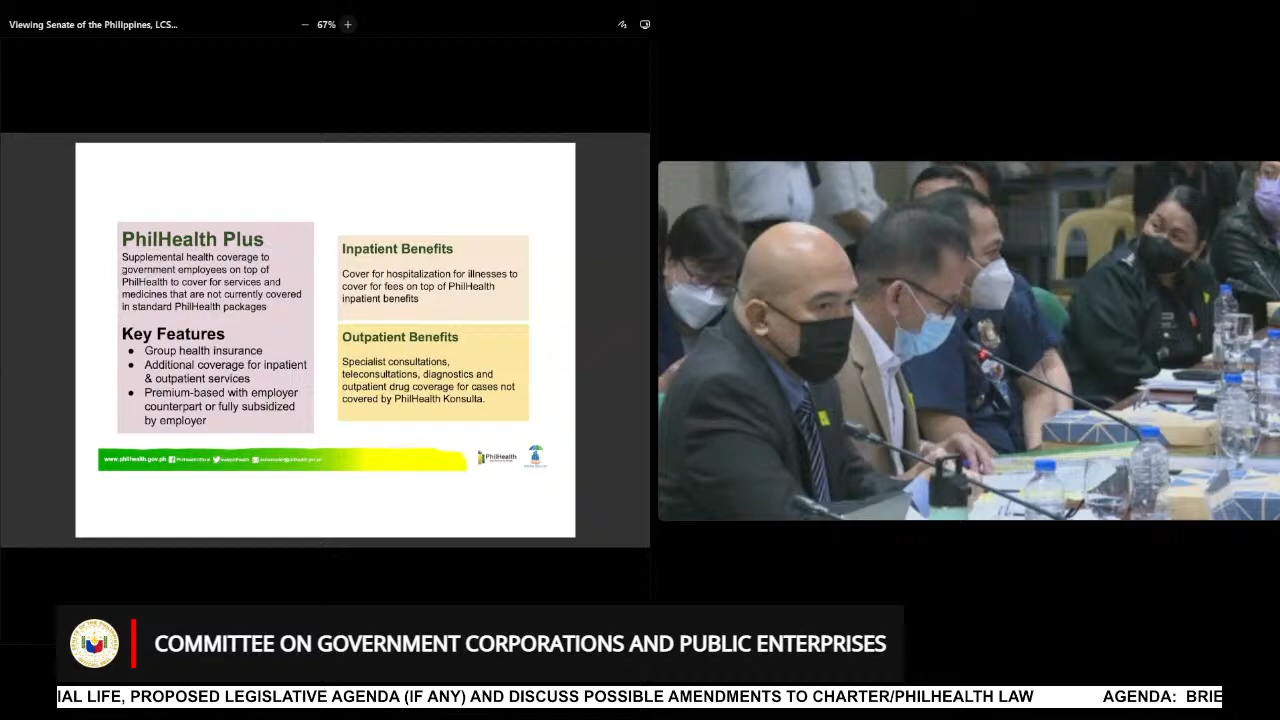 Viewing Senate of the Philippines, LCS...
67%
PhilHealth Plus
Supplemental health coverage to
government employees on top of
PhilHealth to cover for services and
medicines that are not currently covered
in standard PhilHealth packages
Key Features
● Group health insurance
● Additional coverage for inpatient
& outpatient services
● Premium-based with employer
counterpart or fully subsidized
by employer
Inpatient Benefits
Cover for hospitalization for illnesses to
cover for fees on top of PhilHealth
inpatient benefits
Outpatient Benefits
Specialist consultations,
teleconsultations, diagnostics and
outpatient drug coverage for cases not
covered by PhilHealth Konsulta.
www.philhealth.gov.ph
PhilHealth
COMMITTEE ON GOVERNMENT CORPORATIONS AND PUBLIC ENTERPRISES
IAL LIFE, PROPOSED LEGISLATIVE AGENDA (IF ANY) AND DISCUSS POSSIBLE AMENDMENTS TO CHARTER/PHILHEALTH LAW AGENDA: BRIE